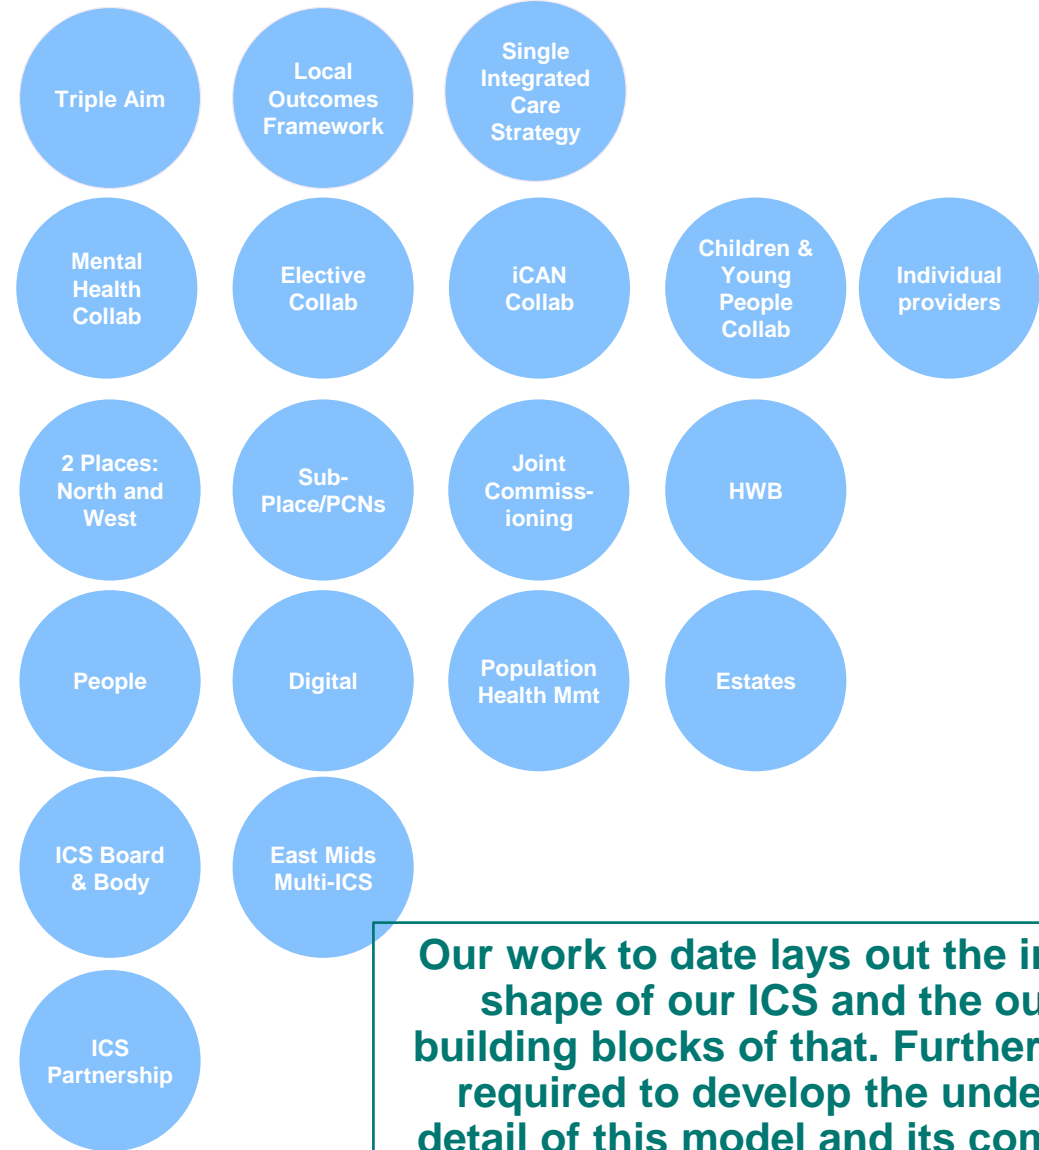 Triple Aim
Local
Outcomes
Framework
Single
Integrated
Care
Strategy
Mental
Health
Collab
Elective
Collab
iCAN
Collab
Children &
Young
People
Collab
Individual
providers
2 Places:
North and
West
Sub-
Place/PCNs
Joint
Commiss-
ioning
HWB
People
Digital
Population
Health Mmt
Estates
ICS Board
& Body
East Mids
Multi-ICS
ICS
Partnership
Our work to date lays out the
shape of our ICS and the
building blocks of that. Further
required to develop the
detail of this model and its